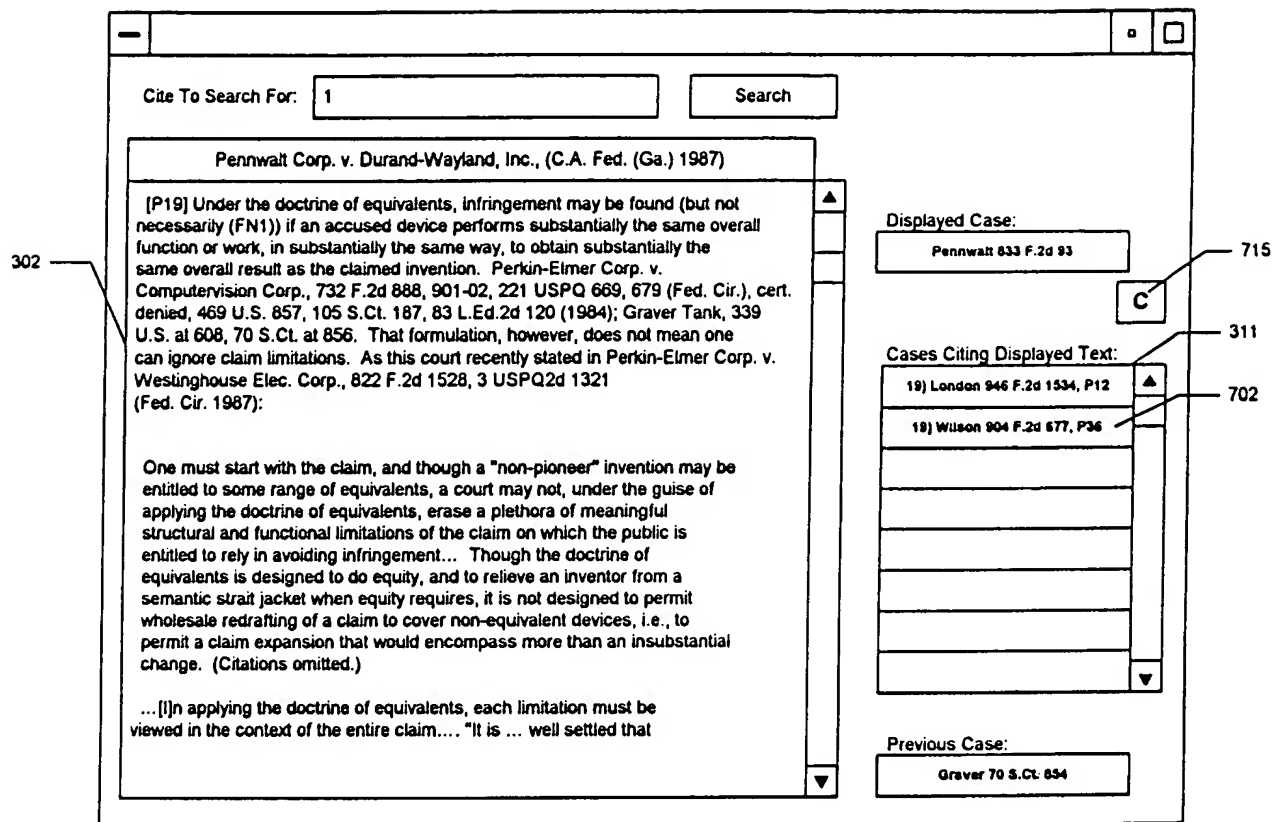 Cite To Search For: 1 Search
Pennwalt Corp. v. Durand-Wayland, Inc., (C.A. Fed. (Ga.) 1987)
[P19] Under the doctrine of equivalents, infringement may be found (but not
necessarily (FN1)) if an accused device performs substantially the same overall
function or work, in substantially the same way, to obtain substantially the
same overall result as the claimed invention. Perkin-Elmer Corp. v.
Computervision Corp., 732 F.2d 888, 901-02, 221 USPQ 669, 679 (Fed. Cir.), cert.
denied, 469 U.S. 857, 105 S.Ct. 187, 83 L.Ed.2d 120 (1984); Graver Tank, 339
U.S. at 608, 70 S.Ct. at 856. That formulation, however, does not mean one
can ignore claim limitations. As this court recently stated in Perkin-Elmer Corp. v.
Westinghouse Elec. Corp., 822 F.2d 1528, 3 USPQ2d 1321
(Fed. Cir. 1987):
One must start with the claim, and though a "non-pioneer" invention may be
entitled to some range of equivalents, a court may not, under the guise of
applying the doctrine of equivalents, erase a plethora of meaningful
structural and functional limitations of the claim on which the public is
entitled to rely in avoiding infringement... Though the doctrine of
equivalents is designed to do equity, and to relieve an inventor from a
semantic strait jacket when equity requires, it is not designed to permit
wholesale redrafting of a claim to cover non-equivalent devices, i.e., to
permit a claim expansion that would encompass more than an insubstantial
change. (Citations omitted.)
...[I]n applying the doctrine of equivalents, each limitation must be
viewed in the context of the entire claim.... "It is ... well settled that
302
Displayed Case:
Pennwalt 833 F.2d 93
715
C
311
Cases Citing Displayed Text:
19) London 946 F.2d 1534, P12
702
19) Wilson 904 F.2d 677, P36
Previous Case:
Graver 70 S.Ct. 854